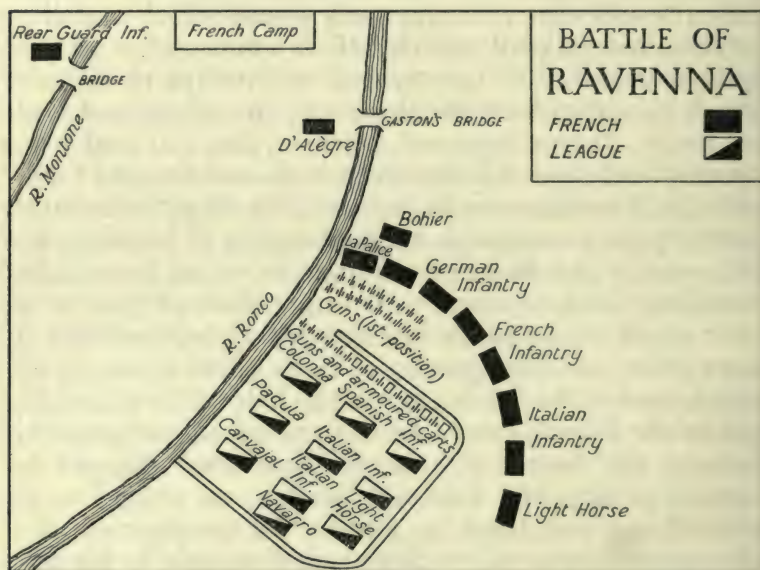 Rear Guard Inf.
French Camp
BATTLE OF
RAVENNA
FRENCH
LEAGUE
BRIDGE
R. Montone
D'Alègre
GASTON'S BRIDGE
Bohier
La Palice
German
Infantry
French
Infantry
Italian
Infantry
Light Horse
R. Ronco
Guns (1st. position)
Guns and armoured carts
Colonna
Spanish Inf.
Padula
Italian Inf.
Carvajal
Italian
Inf.
Light
Horse
Navarro